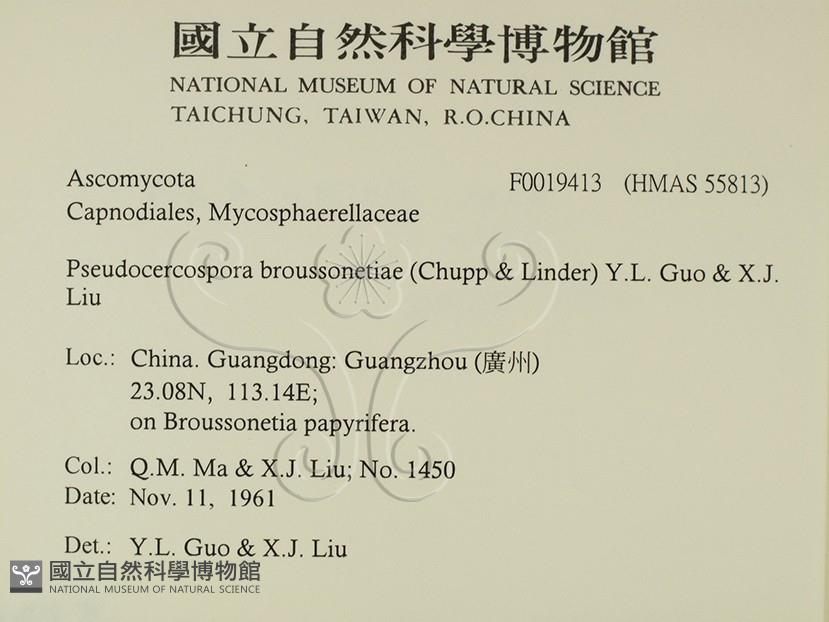 國立自然科學博物館
NATIONAL MUSEUM OF NATURAL SCIENCE
TAICHUNG, TAIWAN, R.O.CHINA
Ascomycota F0019413 (HMAS 55813)
Capnodiales, Mycosphaerellaceae
Pseudocercospora broussonetiae (Chupp & Linder) Y.L. Guo & X.J.
Liu
Loc.: China. Guangdong: Guangzhou (廣州)
23.08N, 113.14E;
on Broussonetia papyrifera.
Col.: Q.M. Ma & X.J. Liu; No. 1450
Date: Nov. 11, 1961
Det.: Y.L. Guo & X.J. Liu
國立自然科學博物館
NATIONAL MUSEUM OF NATURAL SCIENCE